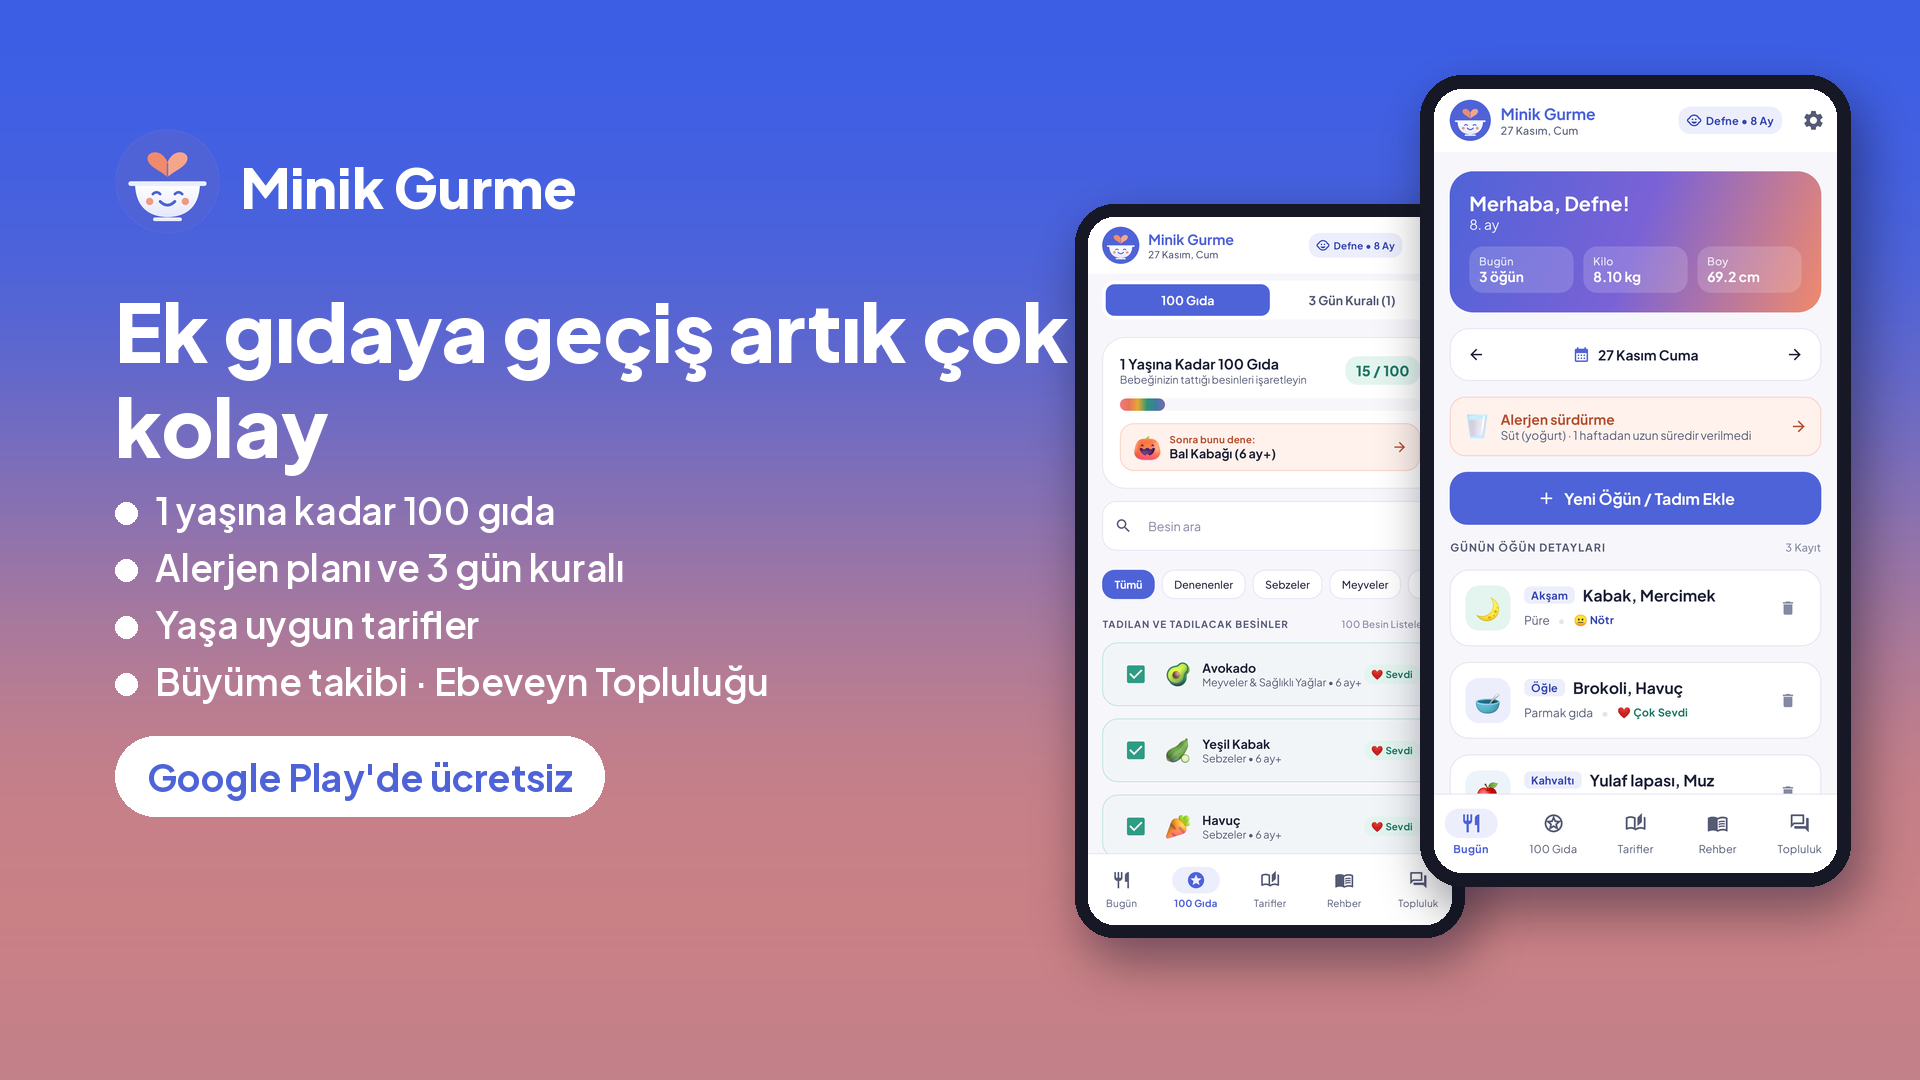 Minik Gurme
Ek gıdaya geçiş artık çok
kolay
1 yaşına kadar 100 gıda
Alerjen planı ve 3 gün kuralı
Yaşa uygun tarifler
Büyüme takibi · Ebeveyn Topluluğu
Google Play'de ücretsiz
Minik Gurme
27 Kasım, Cum
Defne • 8 Ay
100 Gıda
3 Gün Kuralı (1)
1 Yaşına Kadar 100 Gıda
Bebeğinizin tattığı besinleri işaretleyin
15 / 100
Sonra bunu dene:
Bal Kabağı (6 ay+)
Besin ara
Tümü
Denenenler
Sebzeler
Meyveler
TADILAN VE TADILACAK BESİNLER
100 Besin Listele
Avokado
Meyveler & Sağlıklı Yağlar • 6 ay+
Sevdi
Yeşil Kabak
Sebzeler • 6 ay+
Sevdi
Havuç
Sebzeler • 6 ay+
Sevdi
Bugün
100 Gıda
Tarifler
Rehber
Topluluk
Minik Gurme
27 Kasım, Cum
Defne • 8 Ay
Merhaba, Defne!
8. ay
Bugün
3 öğün
Kilo
8.10 kg
Boy
69.2 cm
27 Kasım Cuma
Alerjen sürdürme
Süt (yoğurt) · 1 haftadan uzun süredir verilmedi
+ Yeni Öğün / Tadım Ekle
GÜNÜN ÖĞÜN DETAYLARI
3 Kayıt
Akşam Kabak, Mercimek
Püre • Nötr
Öğle Brokoli, Havuç
Parmak gıda • Çok Sevdi
Kahvaltı Yulaf lapası, Muz
Bugün
100 Gıda
Tarifler
Rehber
Topluluk